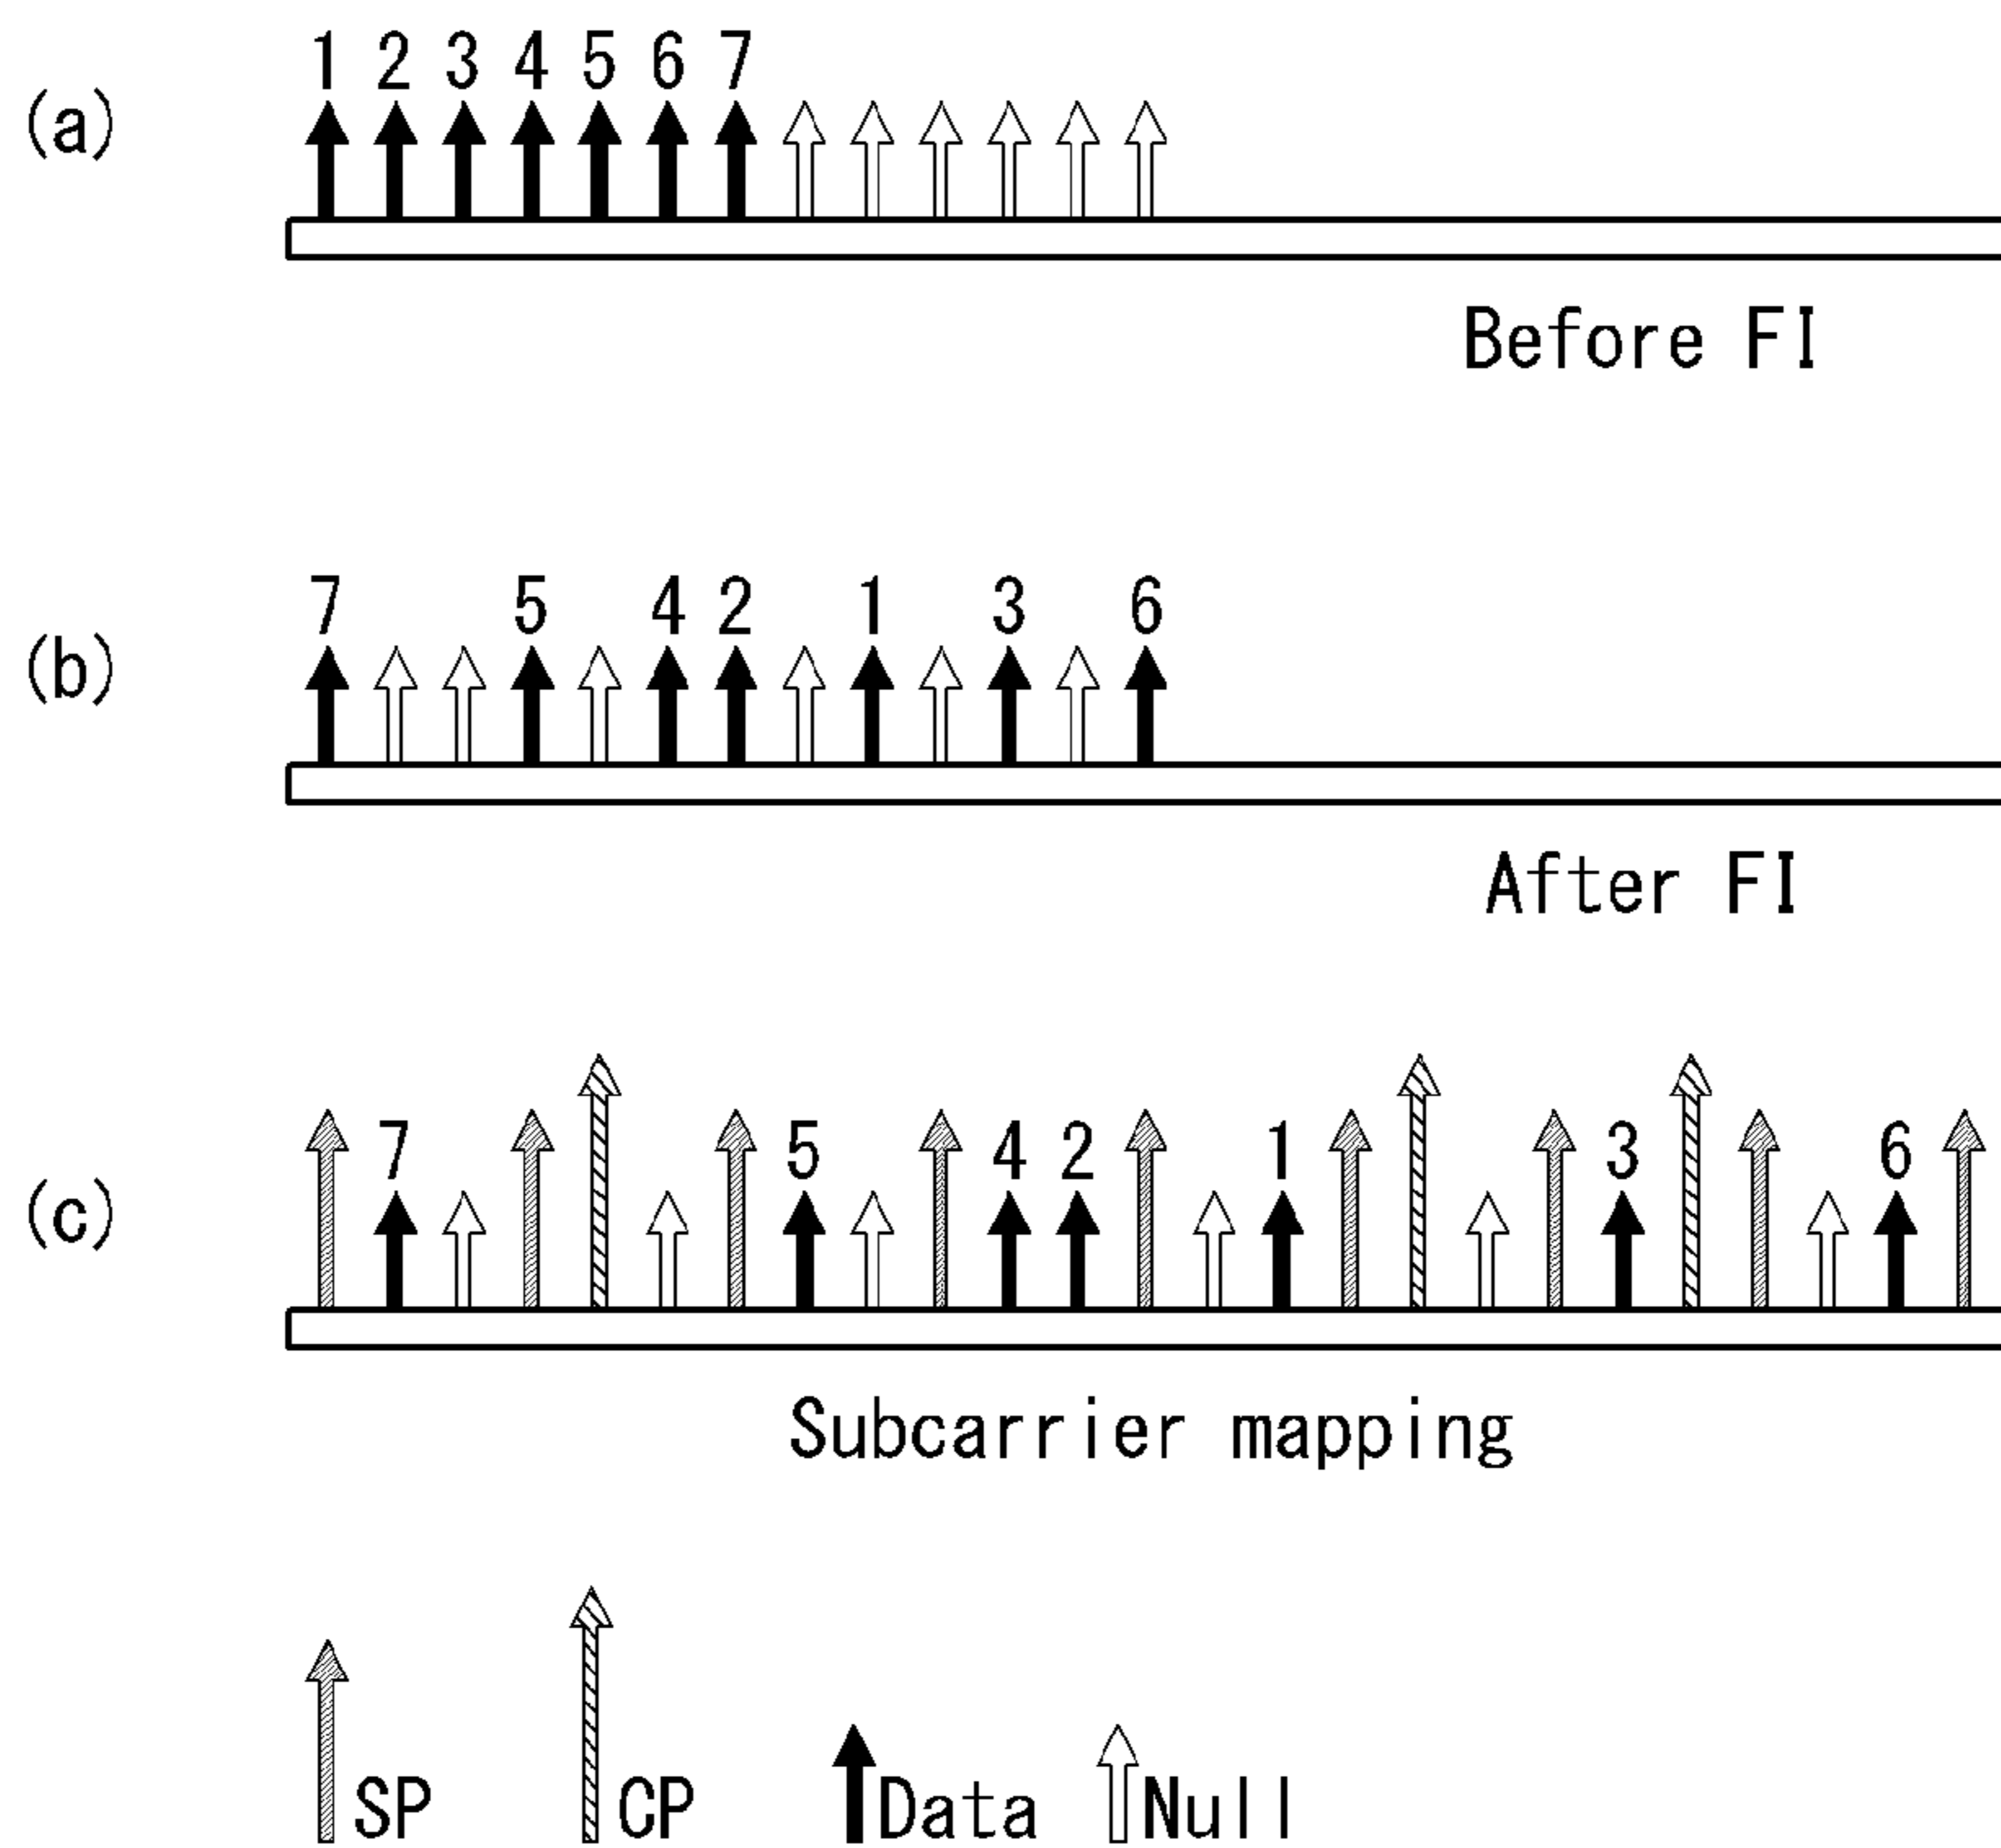 1 2 3 4 5 6 7
(a)
Before FI
7 5 4 2 1 3 6
(b)
After FI
7 5 4 2 1 3 6
(c)
Subcarrier mapping
SP CP Data Null